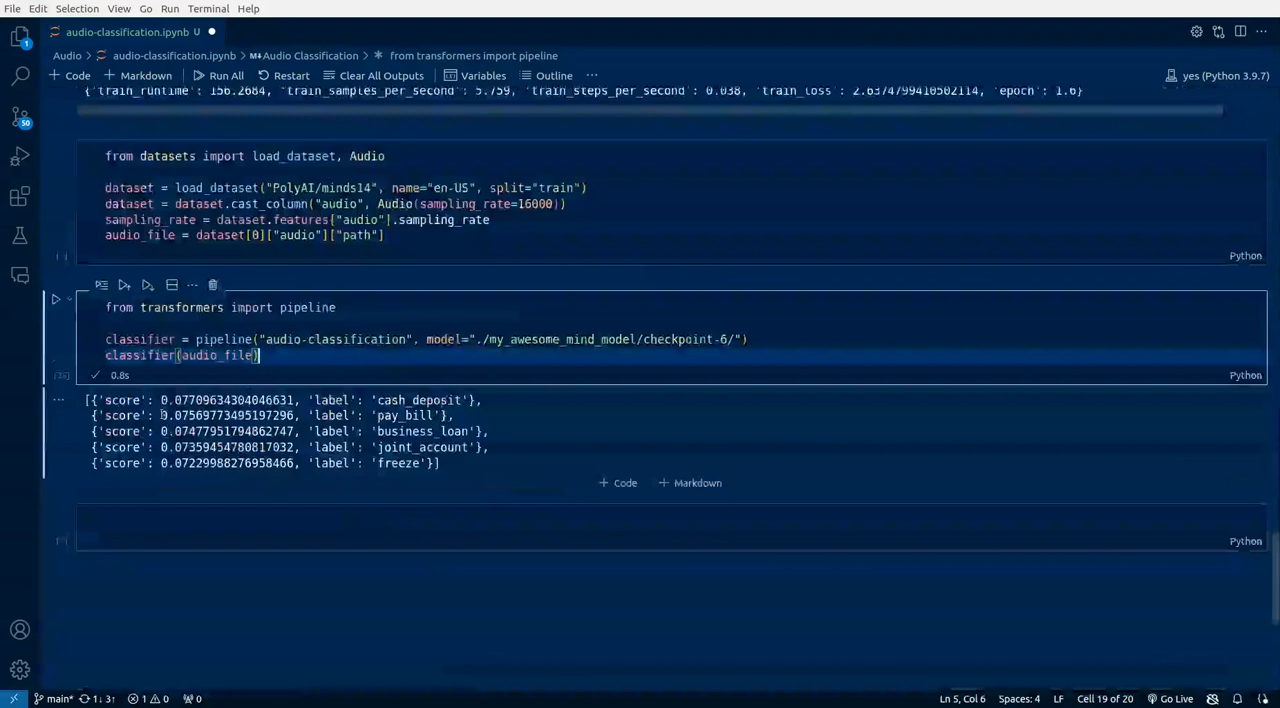 File Edit Selection View Go Run Terminal Help
audio-classification.ipynb U
Audio > audio-classification.ipynb > M↓Audio Classification > from transformers import pipeline
+ Code + Markdown Run All Restart Clear All Outputs Variables Outline ... yes (Python 3.9.7)
{'train_runtime': 156.2684, 'train_samples_per_second': 5.759, 'train_steps_per_second': 0.038, 'train_loss': 2.6374799410502114, 'epoch': 1.6}
from datasets import load_dataset, Audio
dataset = load_dataset("PolyAI/minds14", name="en-US", split="train")
dataset = dataset.cast_column("audio", Audio(sampling_rate=16000))
sampling_rate = dataset.features["audio"].sampling_rate
audio_file = dataset[0]["audio"]["path"]
[ ] Python
from transformers import pipeline
classifier = pipeline("audio-classification", model="./my_awesome_mind_model/checkpoint-6/")
classifier(audio_file)
0.8s Python
[{'score': 0.07709634304046631, 'label': 'cash_deposit'},
{'score': 0.07569773495197296, 'label': 'pay_bill'},
{'score': 0.07477951794862747, 'label': 'business_loan'},
{'score': 0.07359454780817032, 'label': 'joint_account'},
{'score': 0.07229988276958466, 'label': 'freeze'}]
+ Code + Markdown
[ ] Python
1
50
main* 1↓ 3↑ 1 0 0 Ln 5, Col 6 Spaces: 4 LF Cell 19 of 20 Go Live